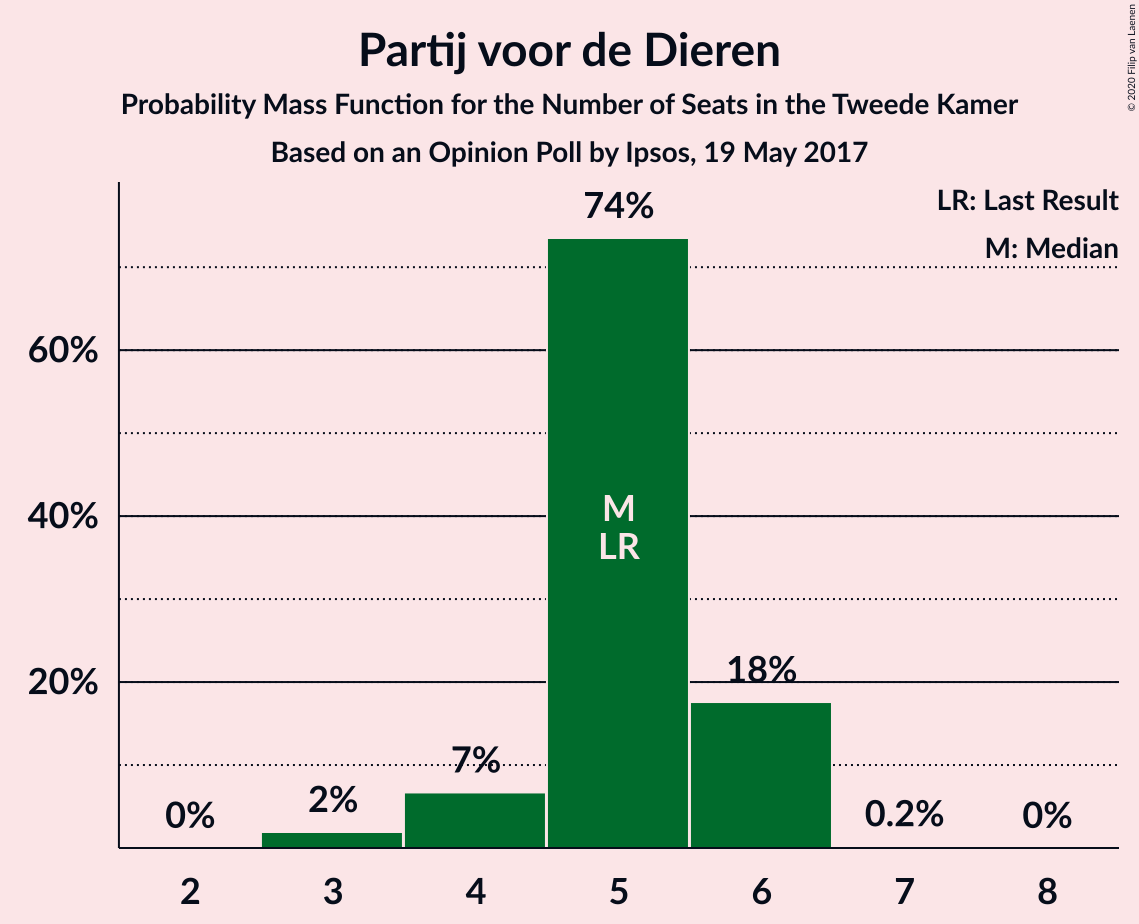 Partij voor de Dieren
Probability Mass Function for the Number of Seats in the Tweede Kamer
Based on an Opinion Poll by Ipsos, 19 May 2017
© 2020 Filip van Laenen
LR: Last Result
M: Median
60%
40%
20%
0%
2%
7%
74%
M
LR
18%
0.2%
0%
2
3
4
5
6
7
8